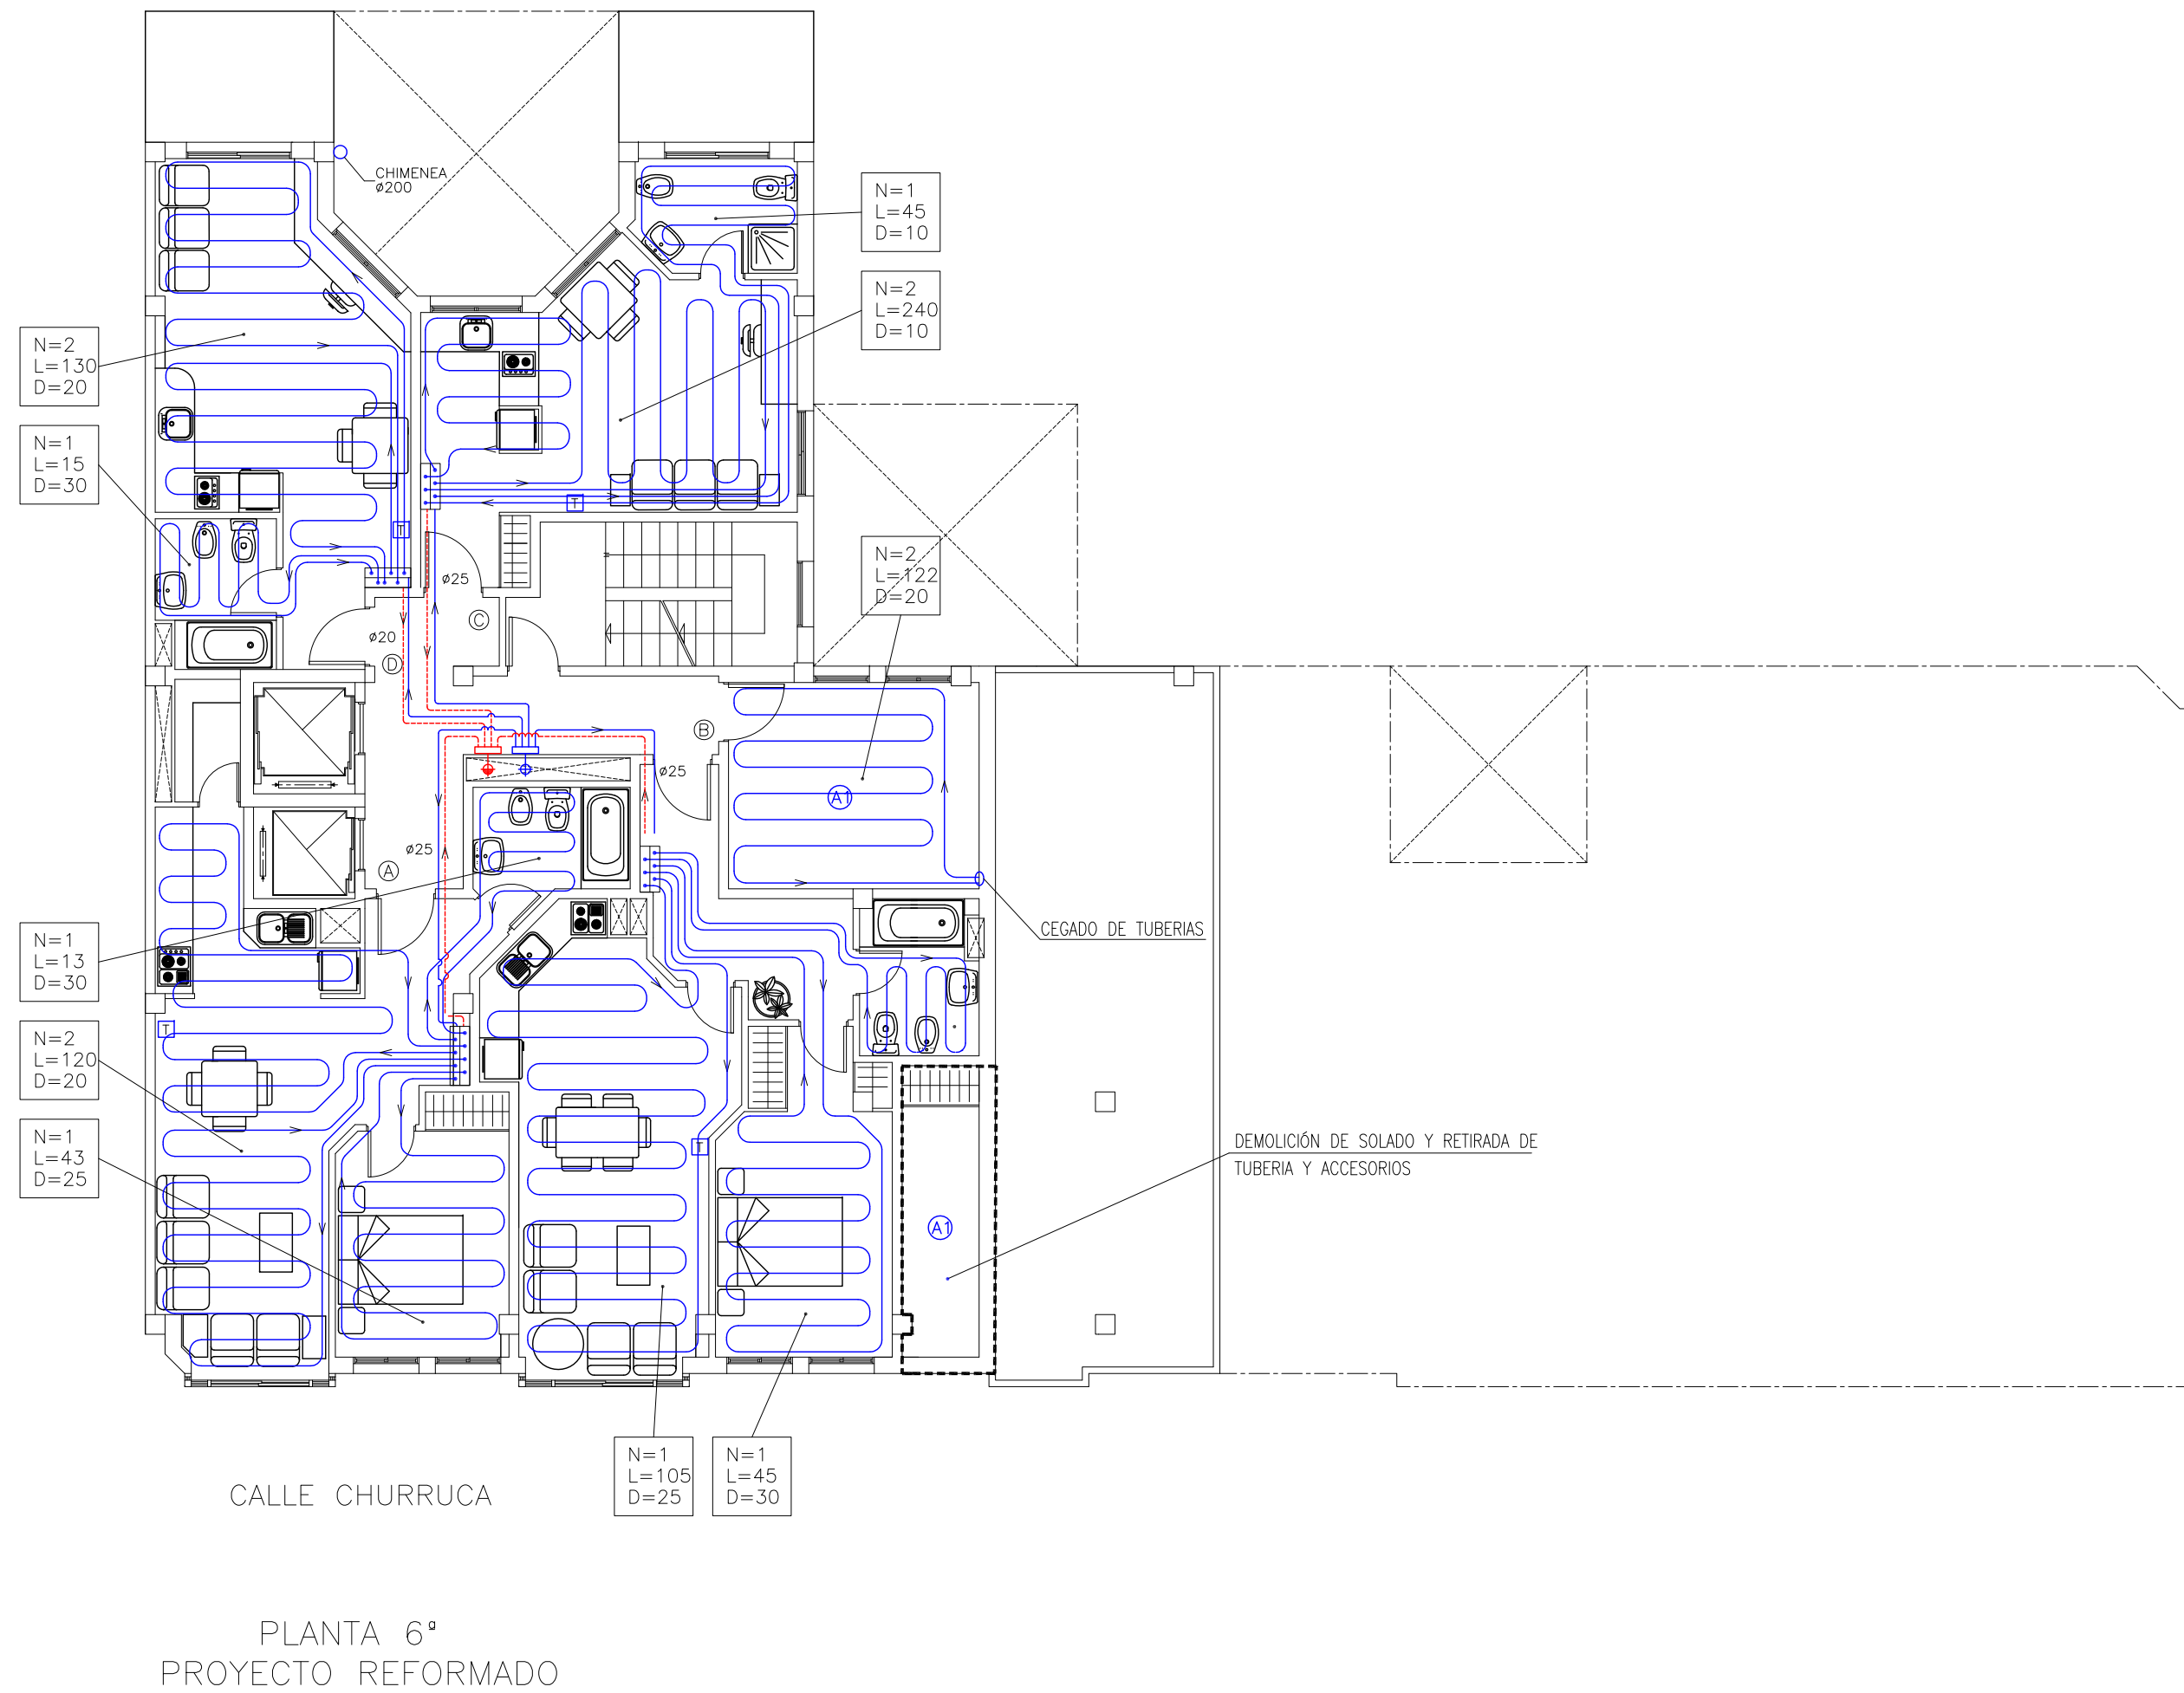 CHIMENEA
ø200
N=1
L=45
D=10
N=2
L=240
D=10
N=2
L=130
D=20
N=1
L=15
D=30
T
T
N=2
L=122
D=20
ø25
C
ø20
D
B
ø25
A1
ø25
A
CEGADO DE TUBERIAS
N=1
L=13
D=30
N=2
L=120
D=20
T
N=1
L=43
D=25
T
DEMOLICIÓN DE SOLADO Y RETIRADA DE
TUBERIA Y ACCESORIOS
A1
N=1
L=105
D=25
N=1
L=45
D=30
CALLE CHURRUCA
PLANTA 6ª
PROYECTO REFORMADO